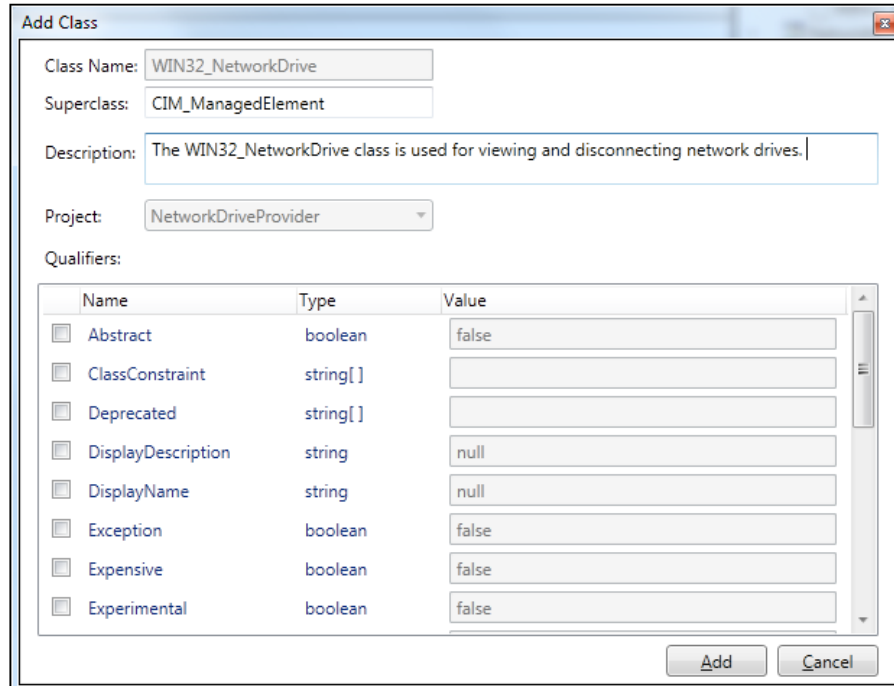 Add Class
Class Name: WIN32_NetworkDrive
Superclass: CIM_ManagedElement
Description: The WIN32_NetworkDrive class is used for viewing and disconnecting network drives.
Project: NetworkDriveProvider
Qualifiers:
Name Type Value
Abstract boolean false
ClassConstraint string[ ]
Deprecated string[ ]
DisplayDescription string null
DisplayName string null
Exception boolean false
Expensive boolean false
Experimental boolean false
Add Cancel